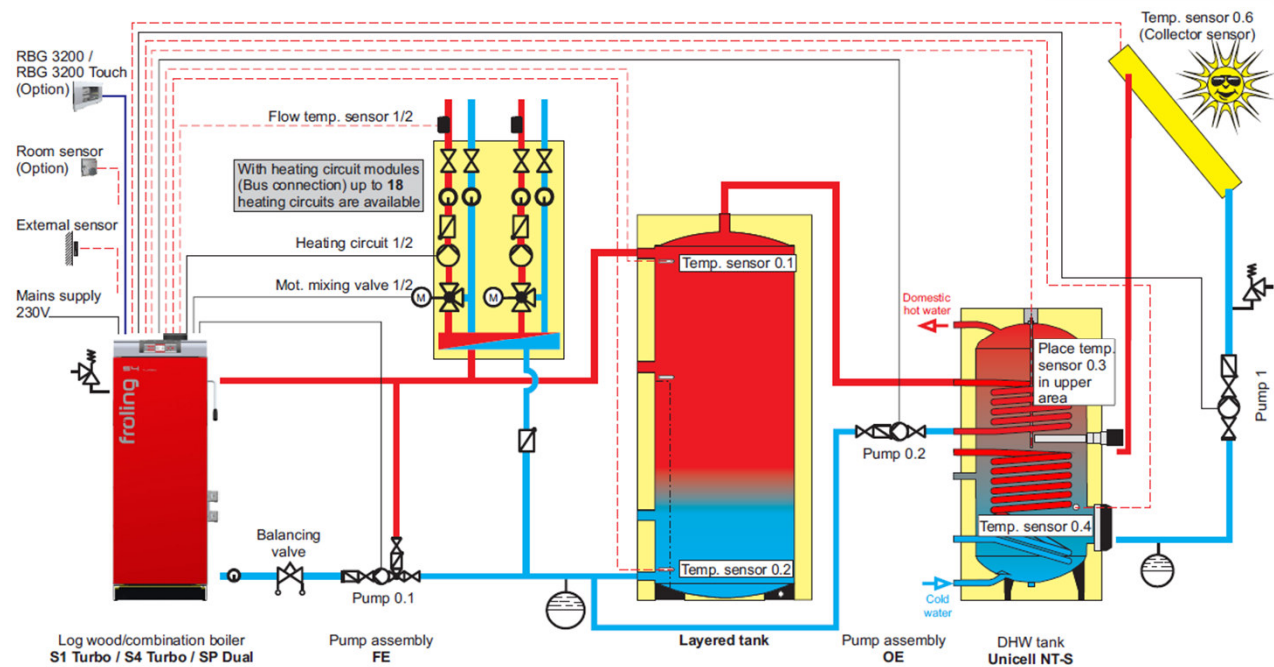 Temp. sensor 0.6
(Collector sensor)
RBG 3200 /
RBG 3200 Touch
(Option)
Flow temp. sensor 1/2
Room sensor
(Option)
With heating circuit modules
(Bus connection) up to 18
heating circuits are available
External sensor
Heating circuit 1/2
Temp. sensor 0.1
Mains supply
230V
Mot. mixing valve 1/2
M
M
Domestic
hot water
Place temp.
sensor 0.3
in upper
area
froling
Pump 1
Pump 0.2
Temp. sensor 0.4
Balancing
valve
Temp. sensor 0.2
Pump 0.1
Cold
water
Log wood/combination boiler
S1 Turbo / S4 Turbo / SP Dual
Pump assembly
FE
Layered tank
Pump assembly
OE
DHW tank
Unicell NT-S